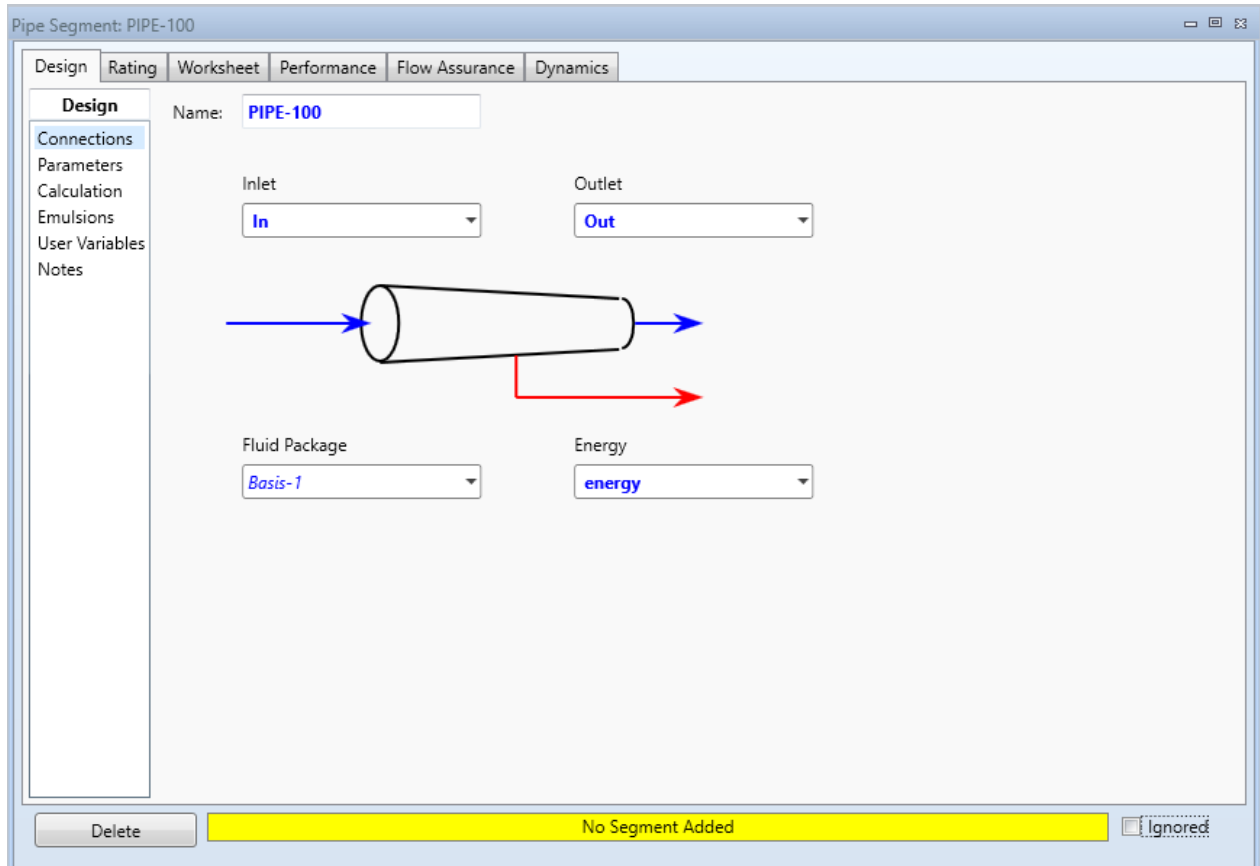 Pipe Segment: PIPE-100
Design Rating Worksheet Performance Flow Assurance Dynamics
Design
Connections
Parameters
Calculation
Emulsions
User Variables
Notes
Name: PIPE-100
Inlet Outlet
In Out
Fluid Package Energy
Basis-1 energy
Delete No Segment Added Ignored